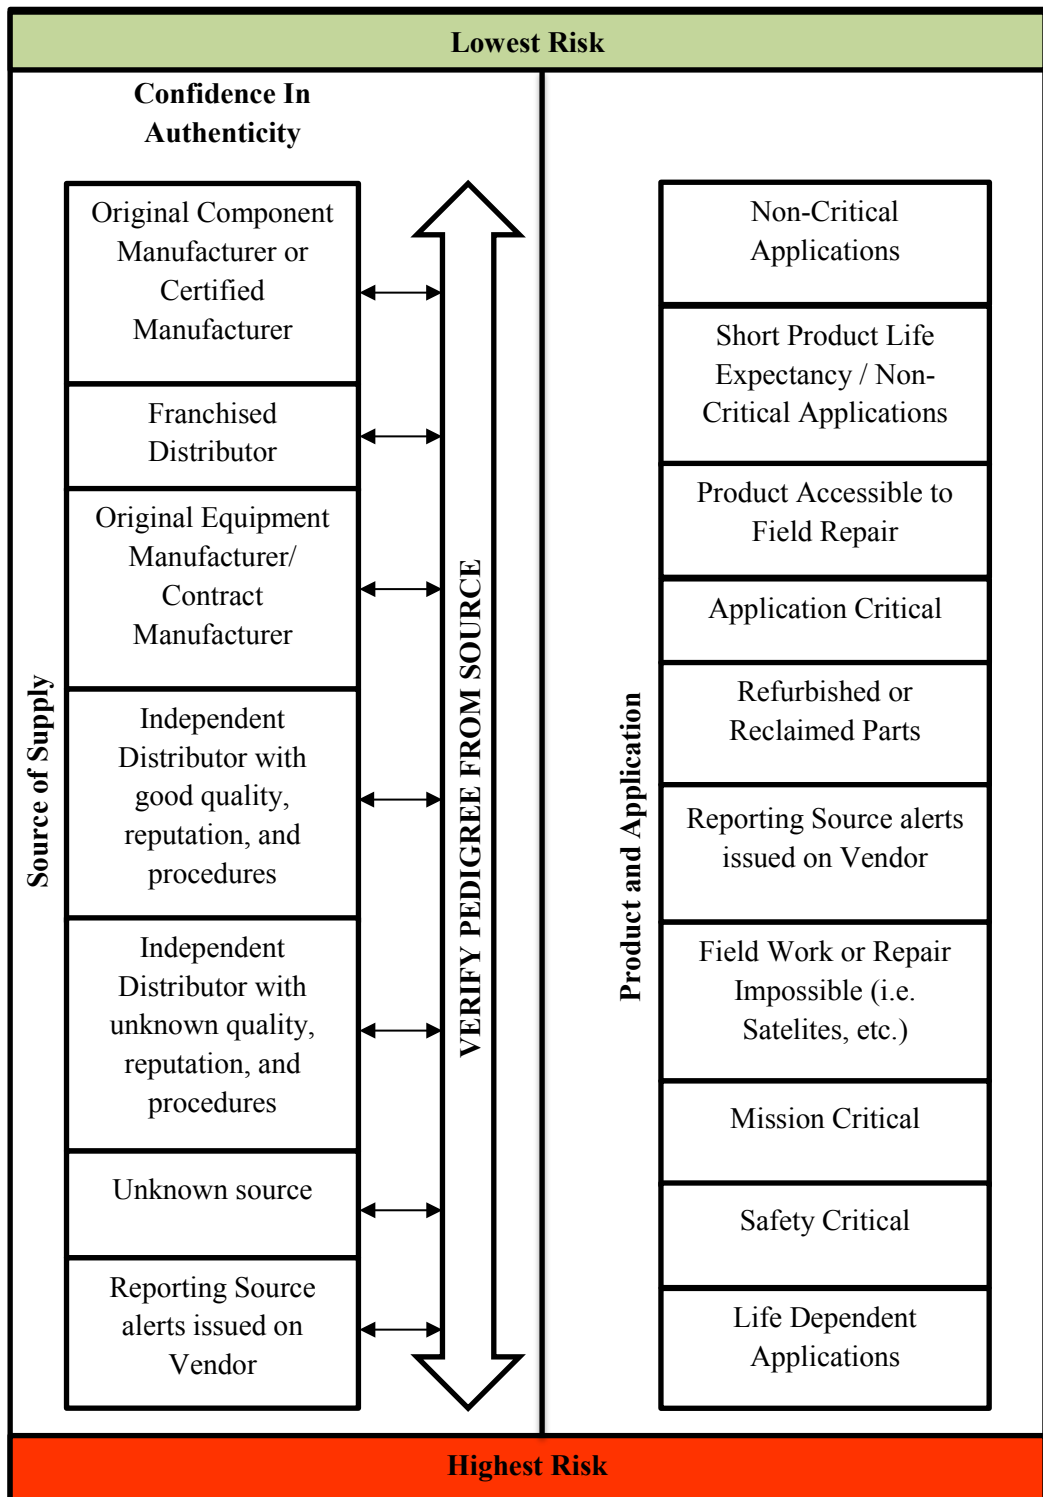 Lowest Risk
Confidence In
Authenticity
Source of Supply
Original Component
Manufacturer or
Certified
Manufacturer
Franchised
Distributor
Original Equipment
Manufacturer/
Contract
Manufacturer
Independent
Distributor with
good quality,
reputation, and
procedures
Independent
Distributor with
unknown quality,
reputation, and
procedures
Unknown source
Reporting Source
alerts issued on
Vendor
VERIFY PEDIGREE FROM SOURCE
Product and Application
Non-Critical
Applications
Short Product Life
Expectancy / Non-
Critical Applications
Product Accessible to
Field Repair
Application Critical
Refurbished or
Reclaimed Parts
Reporting Source alerts
issued on Vendor
Field Work or Repair
Impossible (i.e.
Satelites, etc.)
Mission Critical
Safety Critical
Life Dependent
Applications
Highest Risk